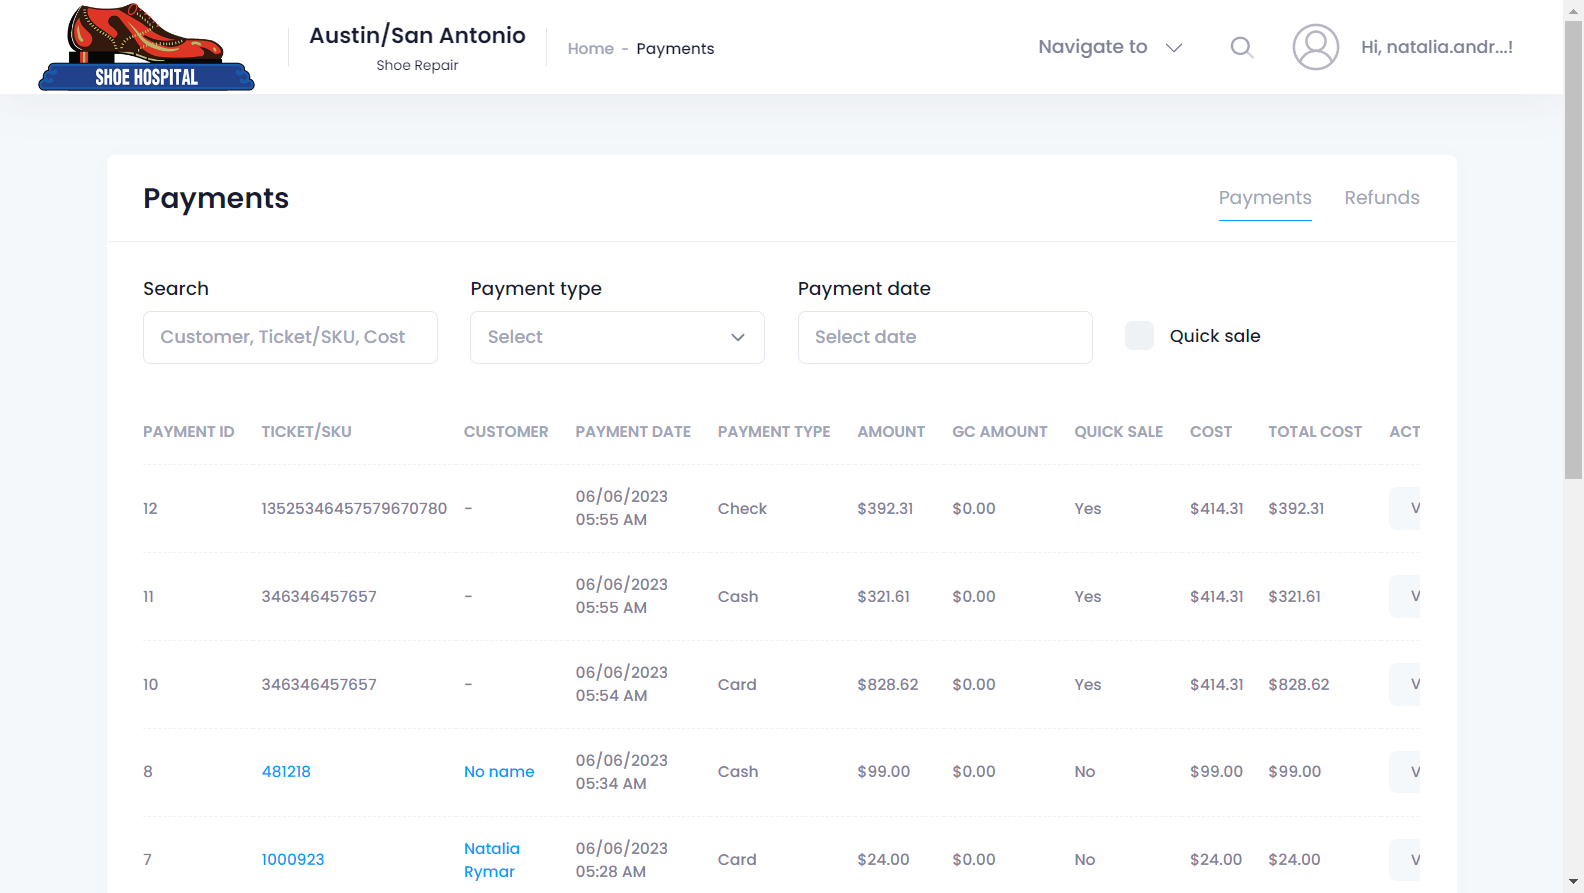 SHOE HOSPITAL
Austin/San Antonio
Shoe Repair
Home - Payments
Navigate to
Hi, natalia.andr...!
Payments
Payments
Refunds
Search
Payment type
Payment date
Customer, Ticket/SKU, Cost
Select
Select date
Quick sale
PAYMENT ID TICKET/SKU CUSTOMER PAYMENT DATE PAYMENT TYPE AMOUNT GC AMOUNT QUICK SALE COST TOTAL COST ACT
12 13525346457579670780 - 06/06/2023 05:55 AM Check $392.31 $0.00 Yes $414.31 $392.31 V
11 346346457657 - 06/06/2023 05:55 AM Cash $321.61 $0.00 Yes $414.31 $321.61 V
10 346346457657 - 06/06/2023 05:54 AM Card $828.62 $0.00 Yes $414.31 $828.62 V
8 481218 No name 06/06/2023 05:34 AM Cash $99.00 $0.00 No $99.00 $99.00 V
7 1000923 Natalia Rymar 06/06/2023 05:28 AM Card $24.00 $0.00 No $24.00 $24.00 V